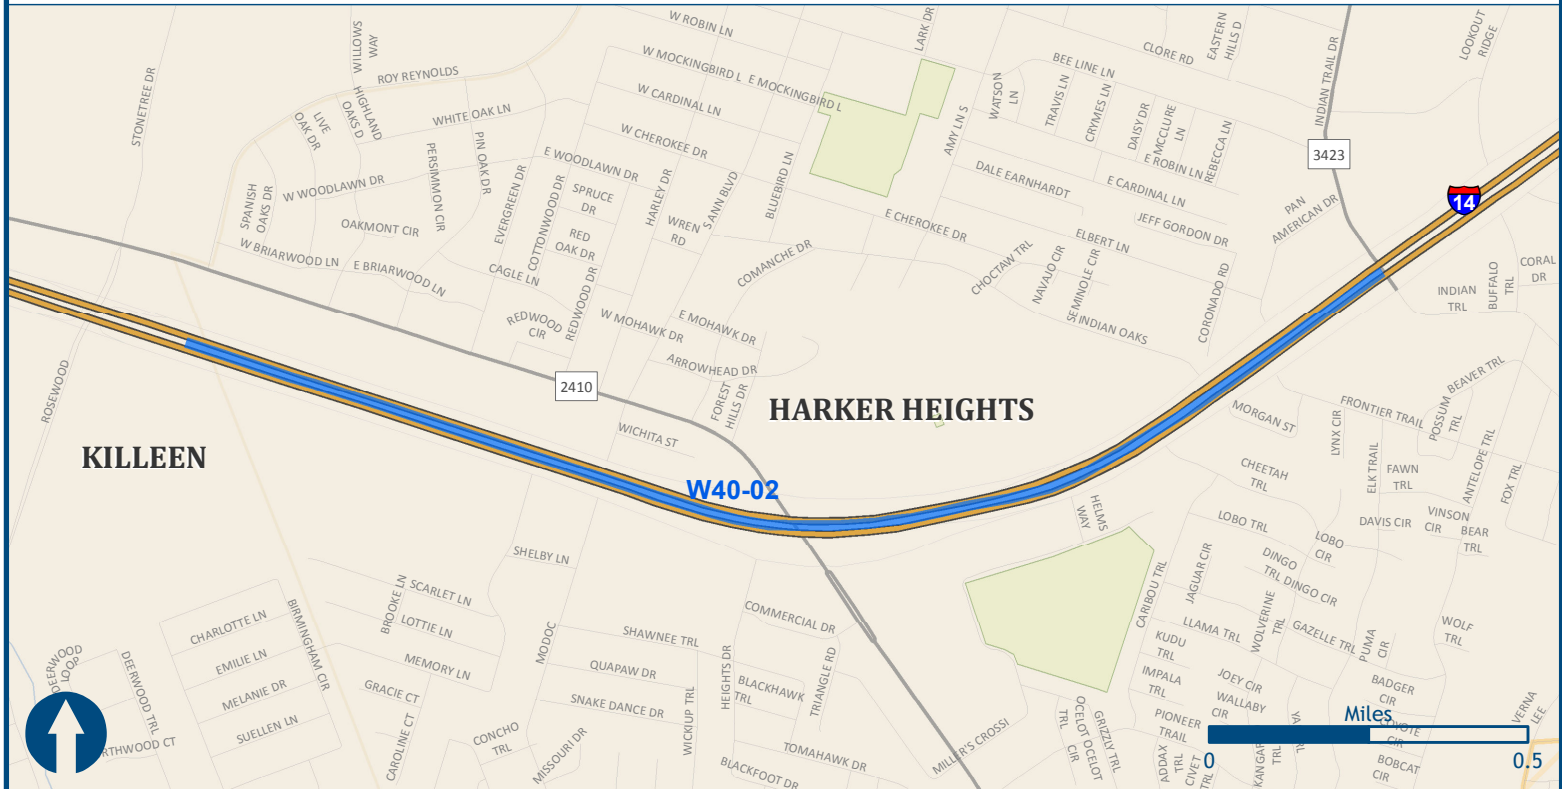 W ROBIN LN
LARK DR
EASTERN
HILLS D
LOOKOUT
RIDGE
WILLOWS
WAY
CLORE RD
INDIAN TRAIL DR
W MOCKINGBIRD L
E MOCKINGBIRD L
BEE LINE LN
ROY REYNOLDS
STONETREE DR
HIGHLAND
OAKS D
LIVE
OAK DR
WHITE OAK LN
W CARDINAL LN
WATSON
LN
TRAVIS LN
CRYMES LN
DAISY DR
MCCLURE
LN
REBECCA LN
AMY LN S
3423
PIN OAK DR
PERSIMMON CIR
W CHEROKEE DR
E WOODLAWN DR
E ROBIN LN
DALE EARNHARDT
E CARDINAL LN
W WOODLAWN DR
SPANISH
OAKS DR
EVERGREEN DR
COTTONWOOD DR
SPRUCE
DR
HARLEY DR
S ANN BLVD
BLUEBIRD LN
14
PAN
AMERICAN DR
JEFF GORDON DR
E CHEROKEE DR
OAKMONT CIR
WREN
RD
RED
OAK DR
ELBERT LN
COMANCHE DR
CHOCTAW TRL
NAVAJO CIR
SEMINOLE CIR
W BRIARWOOD LN
E BRIARWOOD LN
CAGLE LN
CORONADO RD
CORAL
DR
BUFFALO
TRL
INDIAN
TRL
REDWOOD DR
REDWOOD
CIR
W MOHAWK DR
E MOHAWK DR
S INDIAN OAKS
ARROWHEAD DR
ROSEWOOD
2410
FOREST
HILLS DR
HARKER HEIGHTS
BEAVER TRL
POSSUM
TRL
FRONTIER TRAIL
MORGAN ST
LYNX CIR
WICHITA ST
KILLEEN
ELK TRAIL
FAWN
TRL
ANTELOPE TRL
FOX TRL
CHEETAH
TRL
W40-02
HELMS
WAY
LOBO TRL
LOBO
CIR
DAVIS CIR
VINSON
CIR
BEAR
TRL
SHELBY LN
DINGO
TRL
DINGO CIR
JAGUAR CIR
CARIBOU TRL
SCARLET LN
BROOKE LN
LOTTIE LN
CHARLOTTE LN
BIRMINGHAM CIR
COMMERCIAL DR
MODOC
SHAWNEE TRL
LLAMA TRL
WOLVERINE
TRL
GAZELLE TRL
PUMA
CIR
WOLF
TRL
KUDU
TRL
EMILIE LN
MEMORY LN
QUAPAW DR
HEIGHTS DR
TRIANGLE RD
DEERWOOD
LOOP
DEERWOOD TRL
MELANIE DR
GRACIE CT
SNAKE DANCE DR
BLACKHAWK
TRL
IMPALA
TRL
JOEY CIR
WALLABY
CIR
BADGER
CIR
SUELLEN LN
CAROLINE CT
CONCHO
TRL
MISSOURI DR
WICKIUP TRL
TOMAHAWK DR
BLACKFOOT DR
MILLER'S CROSSI
OCELOT
TRL
OCELOT
CIR
GRIZZLY TRL
PIONEER
TRAIL
ADDAX
TRL
CIVET
TRL
KANGAR
TRL
YA
TRL
Miles
COYOTE
CIR
BOBCAT
CIR
VERNA
LEE
RTHWOOD CT
0
0.5